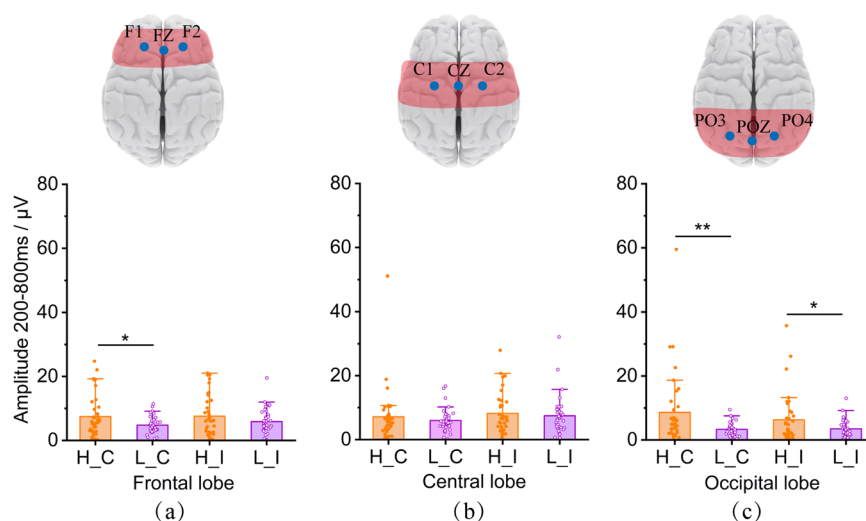 F1 FZ F2
C1 CZ C2
PO3 POZ PO4
Amplitude 200-800ms / μV
80
60
40
20
0
*
H_C L_C H_I L_I
Frontal lobe
(a)
80
60
40
20
0
H_C L_C H_I L_I
Central lobe
(b)
80
60
40
20
0
**
*
H_C L_C H_I L_I
Occipital lobe
(c)